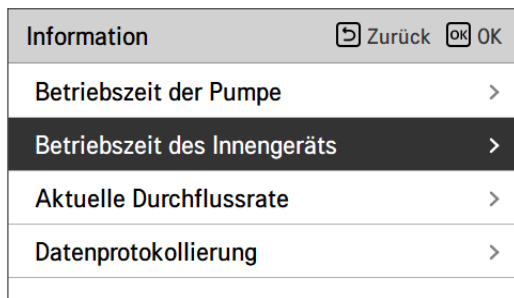 Information Zurück OK OK
Betriebszeit der Pumpe
Betriebszeit des Innengeräts
Aktuelle Durchflussrate
Datenprotokollierung